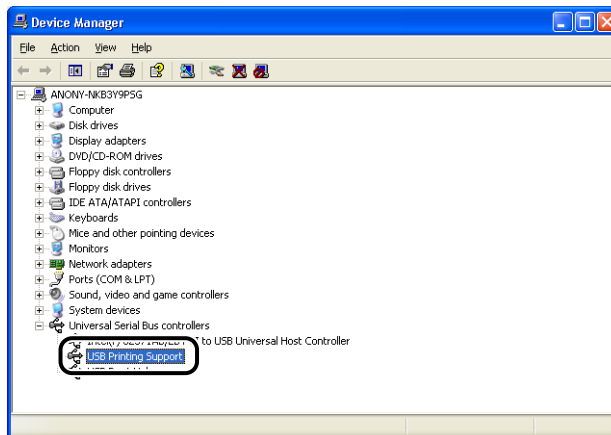 Device Manager
File Action View Help
ANONY-NKB3Y9PSG
Computer
Disk drives
Display adapters
DVD/CD-ROM drives
Floppy disk controllers
Floppy disk drives
IDE ATA/ATAPI controllers
Keyboards
Mice and other pointing devices
Monitors
Network adapters
Ports (COM & LPT)
Sound, video and game controllers
System devices
Universal Serial Bus controllers
to USB Universal Host Controller
USB Printing Support